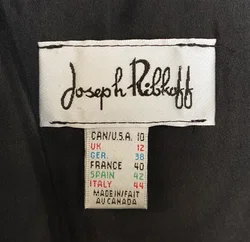 Joseph Ribkoff
CAN/U.S.A. 10
UK 12
GER. 38
FRANCE 40
SPAIN 42
ITALY 44
MADE IN/FAIT
AU CANADA